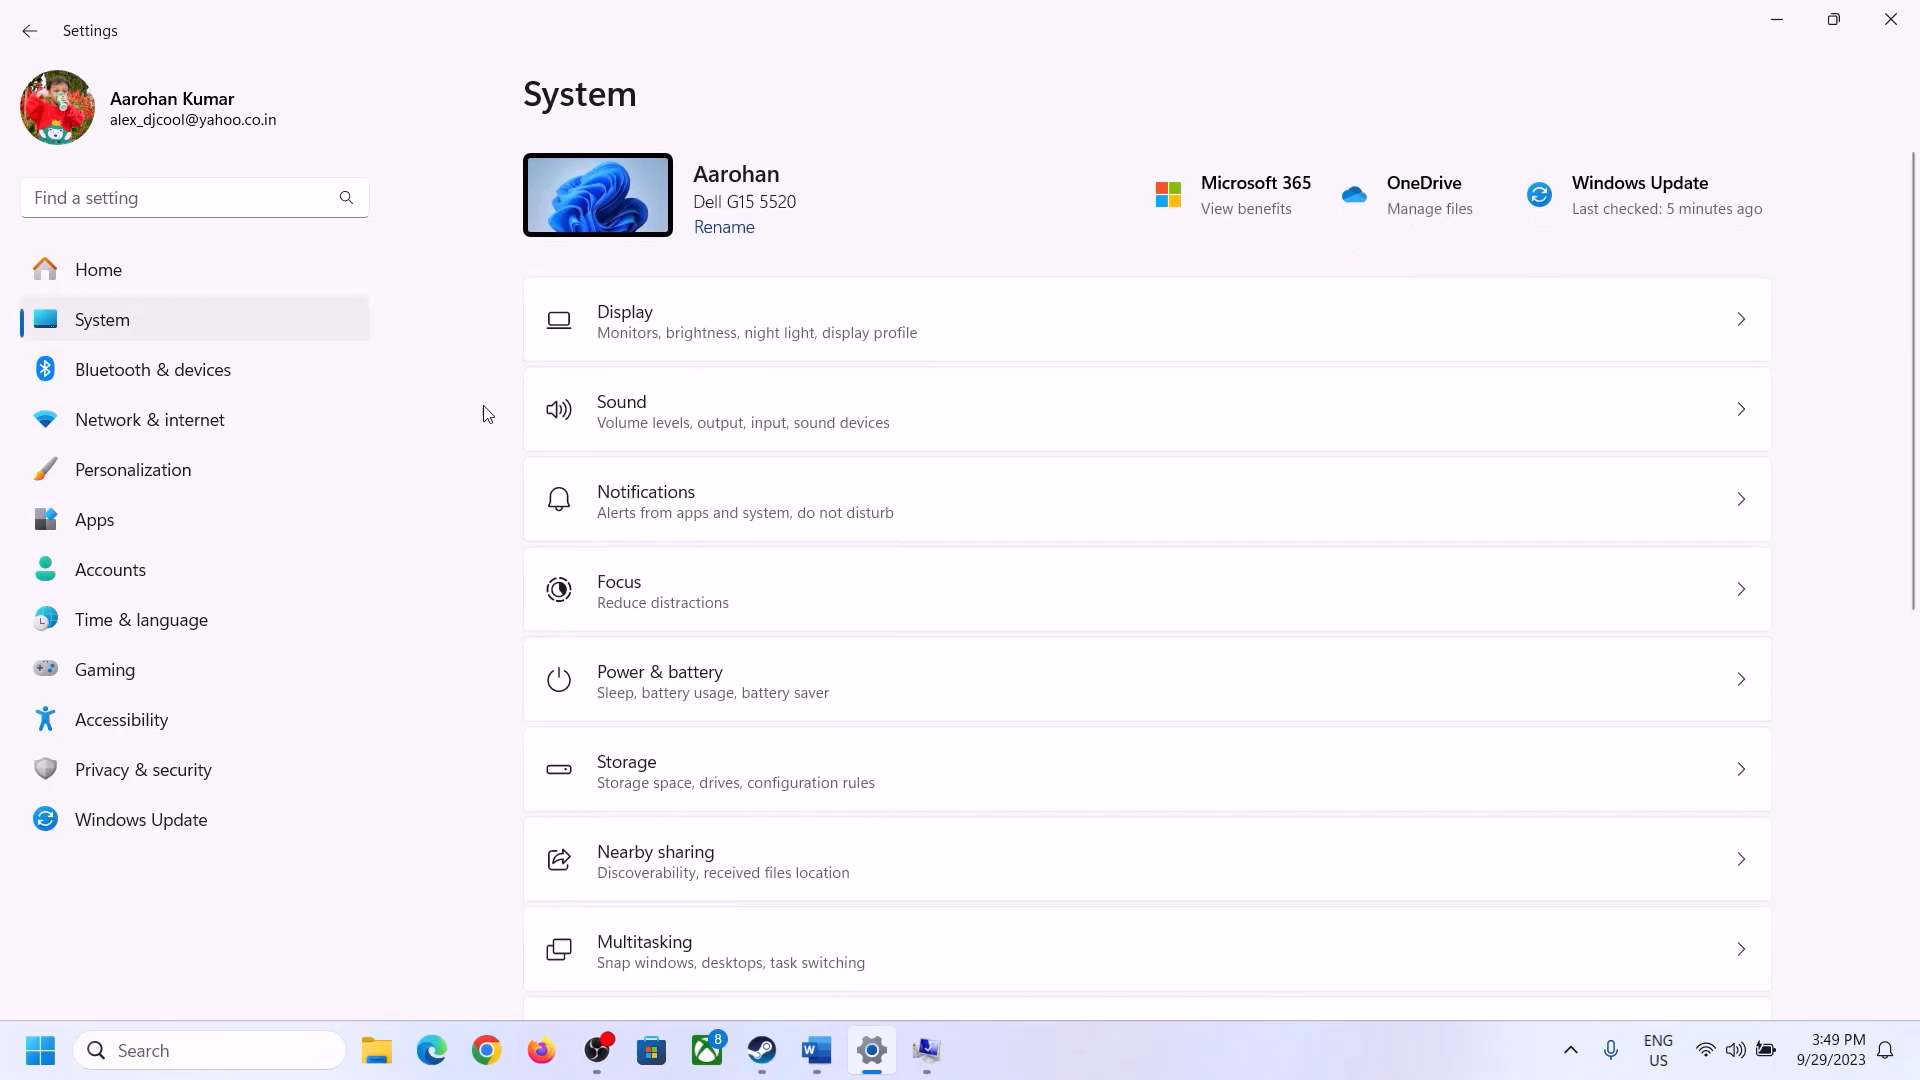 Settings
Aarohan Kumar
alex_djcool@yahoo.co.in
Find a setting
Home
System
Bluetooth & devices
Network & internet
Personalization
Apps
Accounts
Time & language
Gaming
Accessibility
Privacy & security
Windows Update
System
Aarohan
Dell G15 5520
Rename
Microsoft 365
View benefits
OneDrive
Manage files
Windows Update
Last checked: 5 minutes ago
Display
Monitors, brightness, night light, display profile
Sound
Volume levels, output, input, sound devices
Notifications
Alerts from apps and system, do not disturb
Focus
Reduce distractions
Power & battery
Sleep, battery usage, battery saver
Storage
Storage space, drives, configuration rules
Nearby sharing
Discoverability, received files location
Multitasking
Snap windows, desktops, task switching
Search
8
W
ENG
US
3:49 PM
9/29/2023